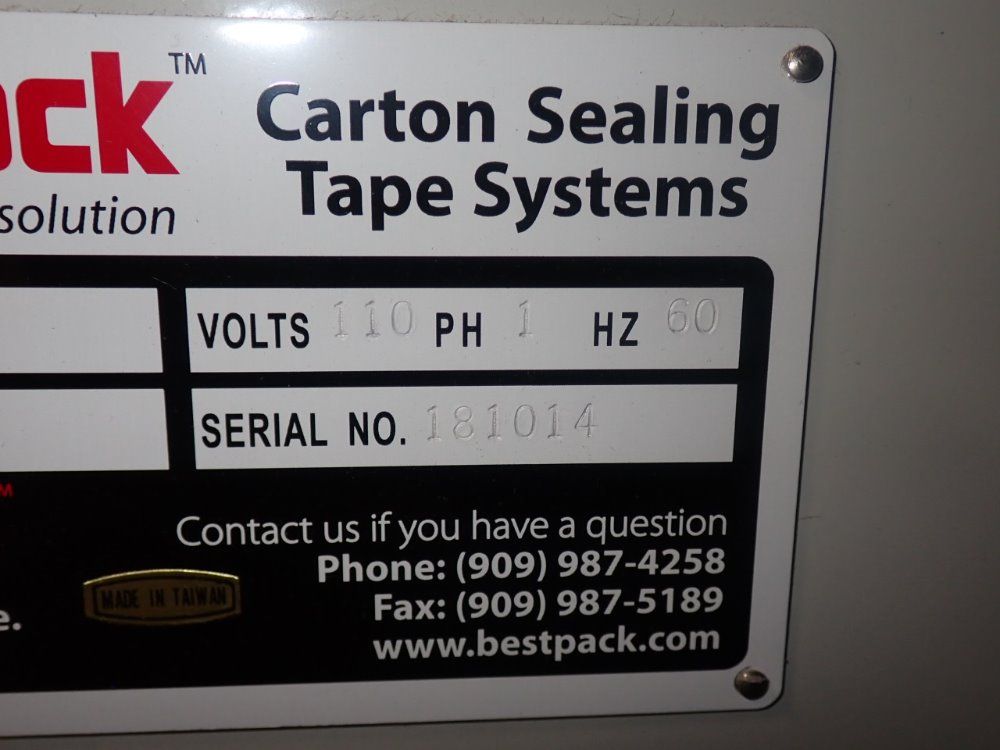 ck™ Carton Sealing
Tape Systems
solution
VOLTS 110 PH 1 HZ 60
SERIAL NO. 181014
Contact us if you have a question
Phone: (909) 987-4258
MADE IN TAIWAN
Fax: (909) 987-5189
e.
www.bestpack.com